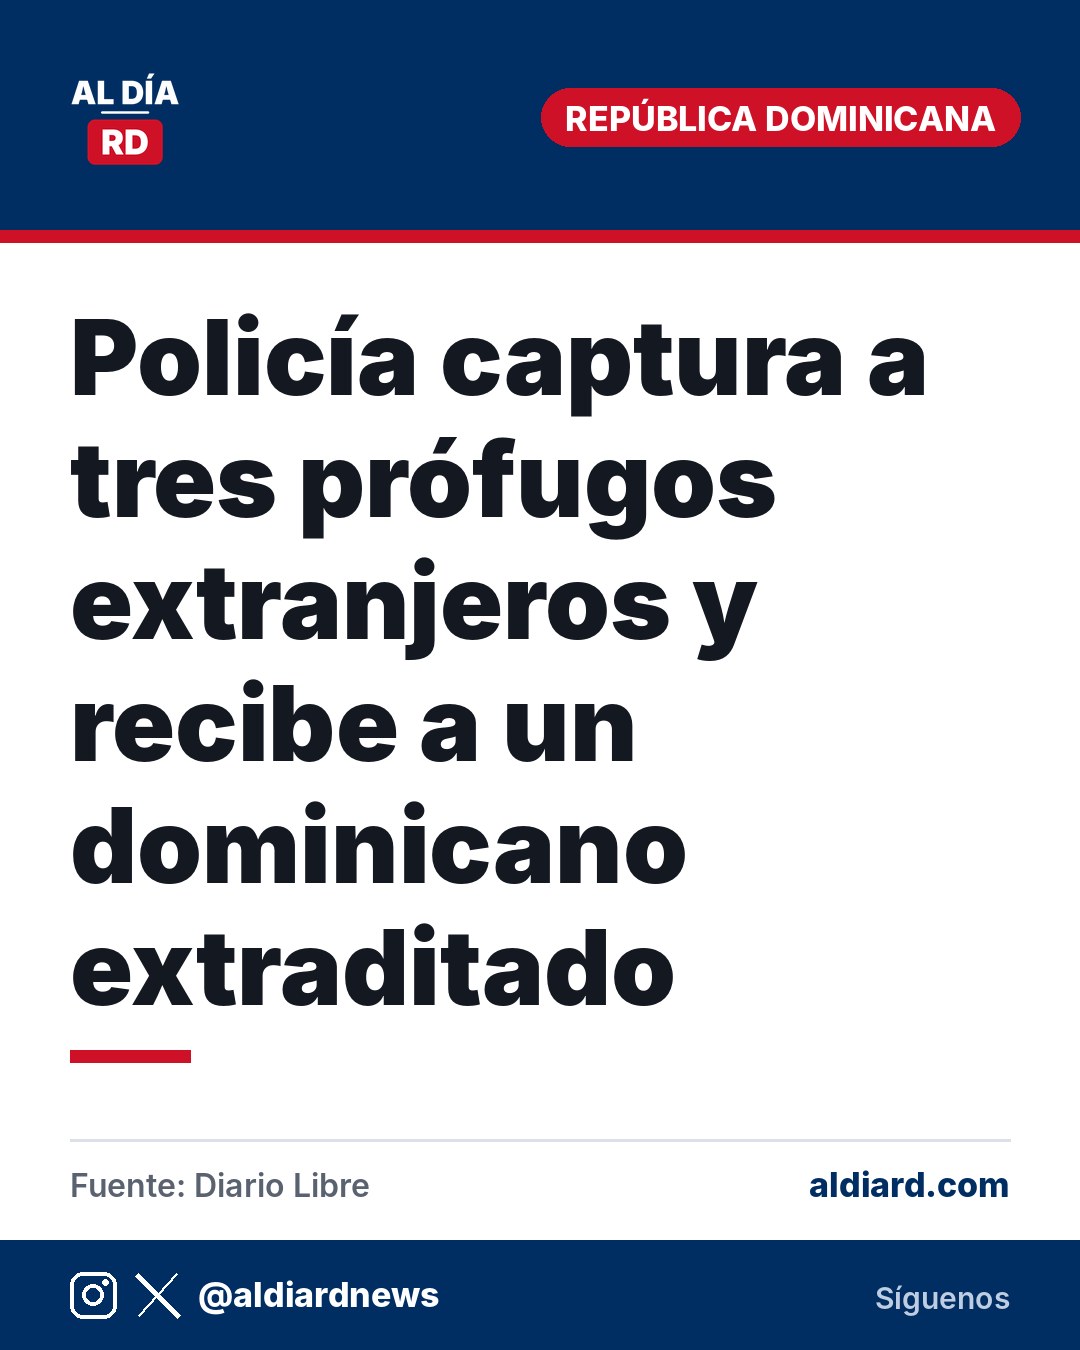 AL DÍA
RD
REPÚBLICA DOMINICANA
Policía captura a
tres prófugos
extranjeros y
recibe a un
dominicano
extraditado
Fuente: Diario Libre
aldiard.com
@aldiardnews
Síguenos